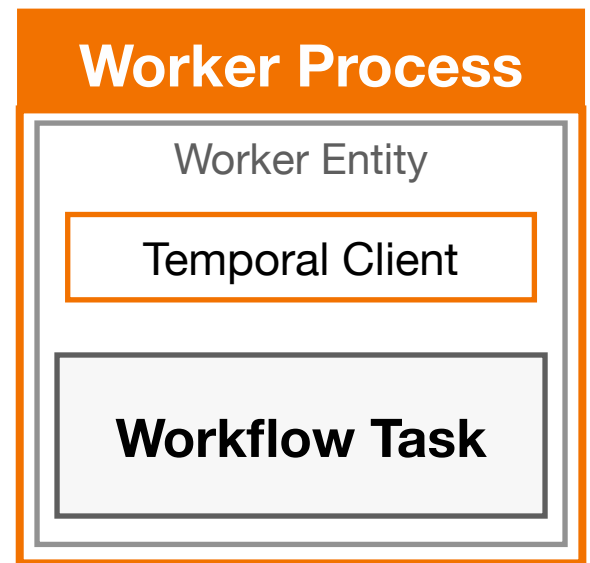 Worker Process
Worker Entity
Temporal Client
Workflow Task